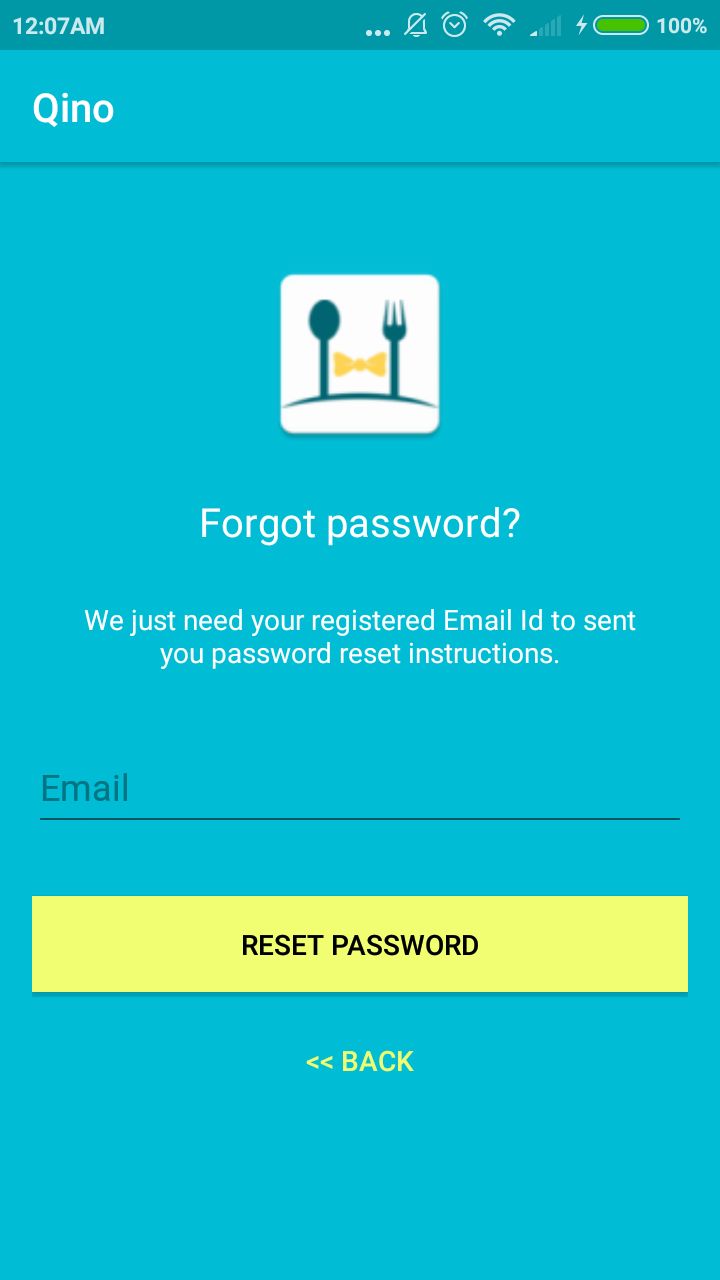 12:07AM ... 100%
Qino
Forgot password?
We just need your registered Email Id to sent
you password reset instructions.
Email
RESET PASSWORD
<< BACK